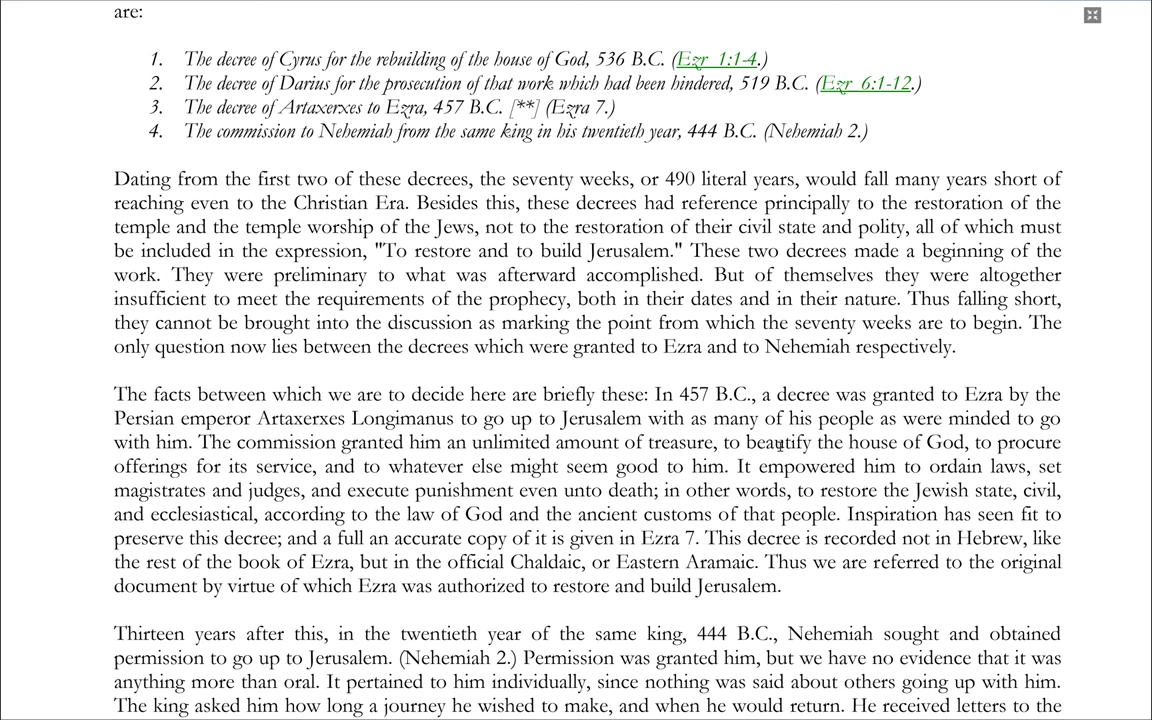 are:
1. The decree of Cyrus for the rebuilding of the house of God, 536 B.C. (Ezr 1:1-4.)
2. The decree of Darius for the prosecution of that work which had been hindered, 519 B.C. (Ezr 6:1-12.)
3. The decree of Artaxerxes to Ezra, 457 B.C. [**] (Ezra 7.)
4. The commission to Nehemiah from the same king in his twentieth year, 444 B.C. (Nehemiah 2.)
Dating from the first two of these decrees, the seventy weeks, or 490 literal years, would fall many years short of
reaching even to the Christian Era. Besides this, these decrees had reference principally to the restoration of the
temple and the temple worship of the Jews, not to the restoration of their civil state and polity, all of which must
be included in the expression, "To restore and to build Jerusalem." These two decrees made a beginning of the
work. They were preliminary to what was afterward accomplished. But of themselves they were altogether
insufficient to meet the requirements of the prophecy, both in their dates and in their nature. Thus falling short,
they cannot be brought into the discussion as marking the point from which the seventy weeks are to begin. The
only question now lies between the decrees which were granted to Ezra and to Nehemiah respectively.
The facts between which we are to decide here are briefly these: In 457 B.C., a decree was granted to Ezra by the
Persian emperor Artaxerxes Longimanus to go up to Jerusalem with as many of his people as were minded to go
with him. The commission granted him an unlimited amount of treasure, to beautify the house of God, to procure
offerings for its service, and to whatever else might seem good to him. It empowered him to ordain laws, set
magistrates and judges, and execute punishment even unto death; in other words, to restore the Jewish state, civil,
and ecclesiastical, according to the law of God and the ancient customs of that people. Inspiration has seen fit to
preserve this decree; and a full an accurate copy of it is given in Ezra 7. This decree is recorded not in Hebrew, like
the rest of the book of Ezra, but in the official Chaldaic, or Eastern Aramaic. Thus we are referred to the original
document by virtue of which Ezra was authorized to restore and build Jerusalem.
Thirteen years after this, in the twentieth year of the same king, 444 B.C., Nehemiah sought and obtained
permission to go up to Jerusalem. (Nehemiah 2.) Permission was granted him, but we have no evidence that it was
anything more than oral. It pertained to him individually, since nothing was said about others going up with him.
The king asked him how long a journey he wished to make, and when he would return. He received letters to the